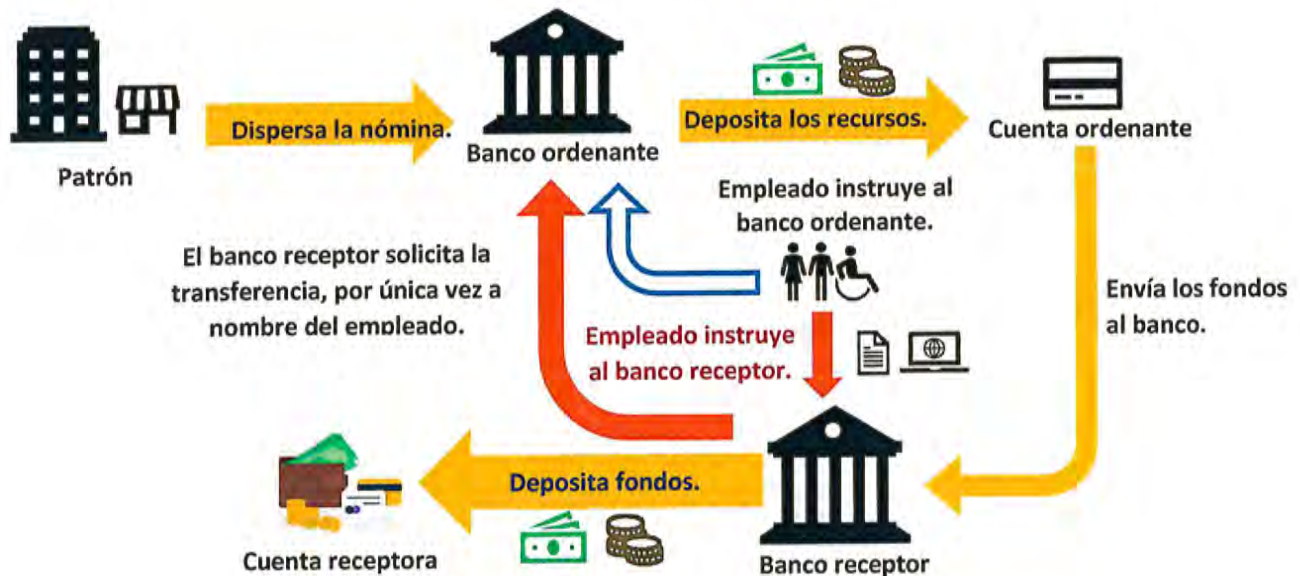 Patrón
Dispersa la nómina.
Banco ordenante
Deposita los recursos.
Cuenta ordenante
Empleado instruye al
banco ordenante.
El banco receptor solicita la
transferencia, por única vez a
nombre del empleado.
Empleado instruye
al banco receptor.
Envía los fondos
al banco.
Banco receptor
Deposita fondos.
Cuenta receptora